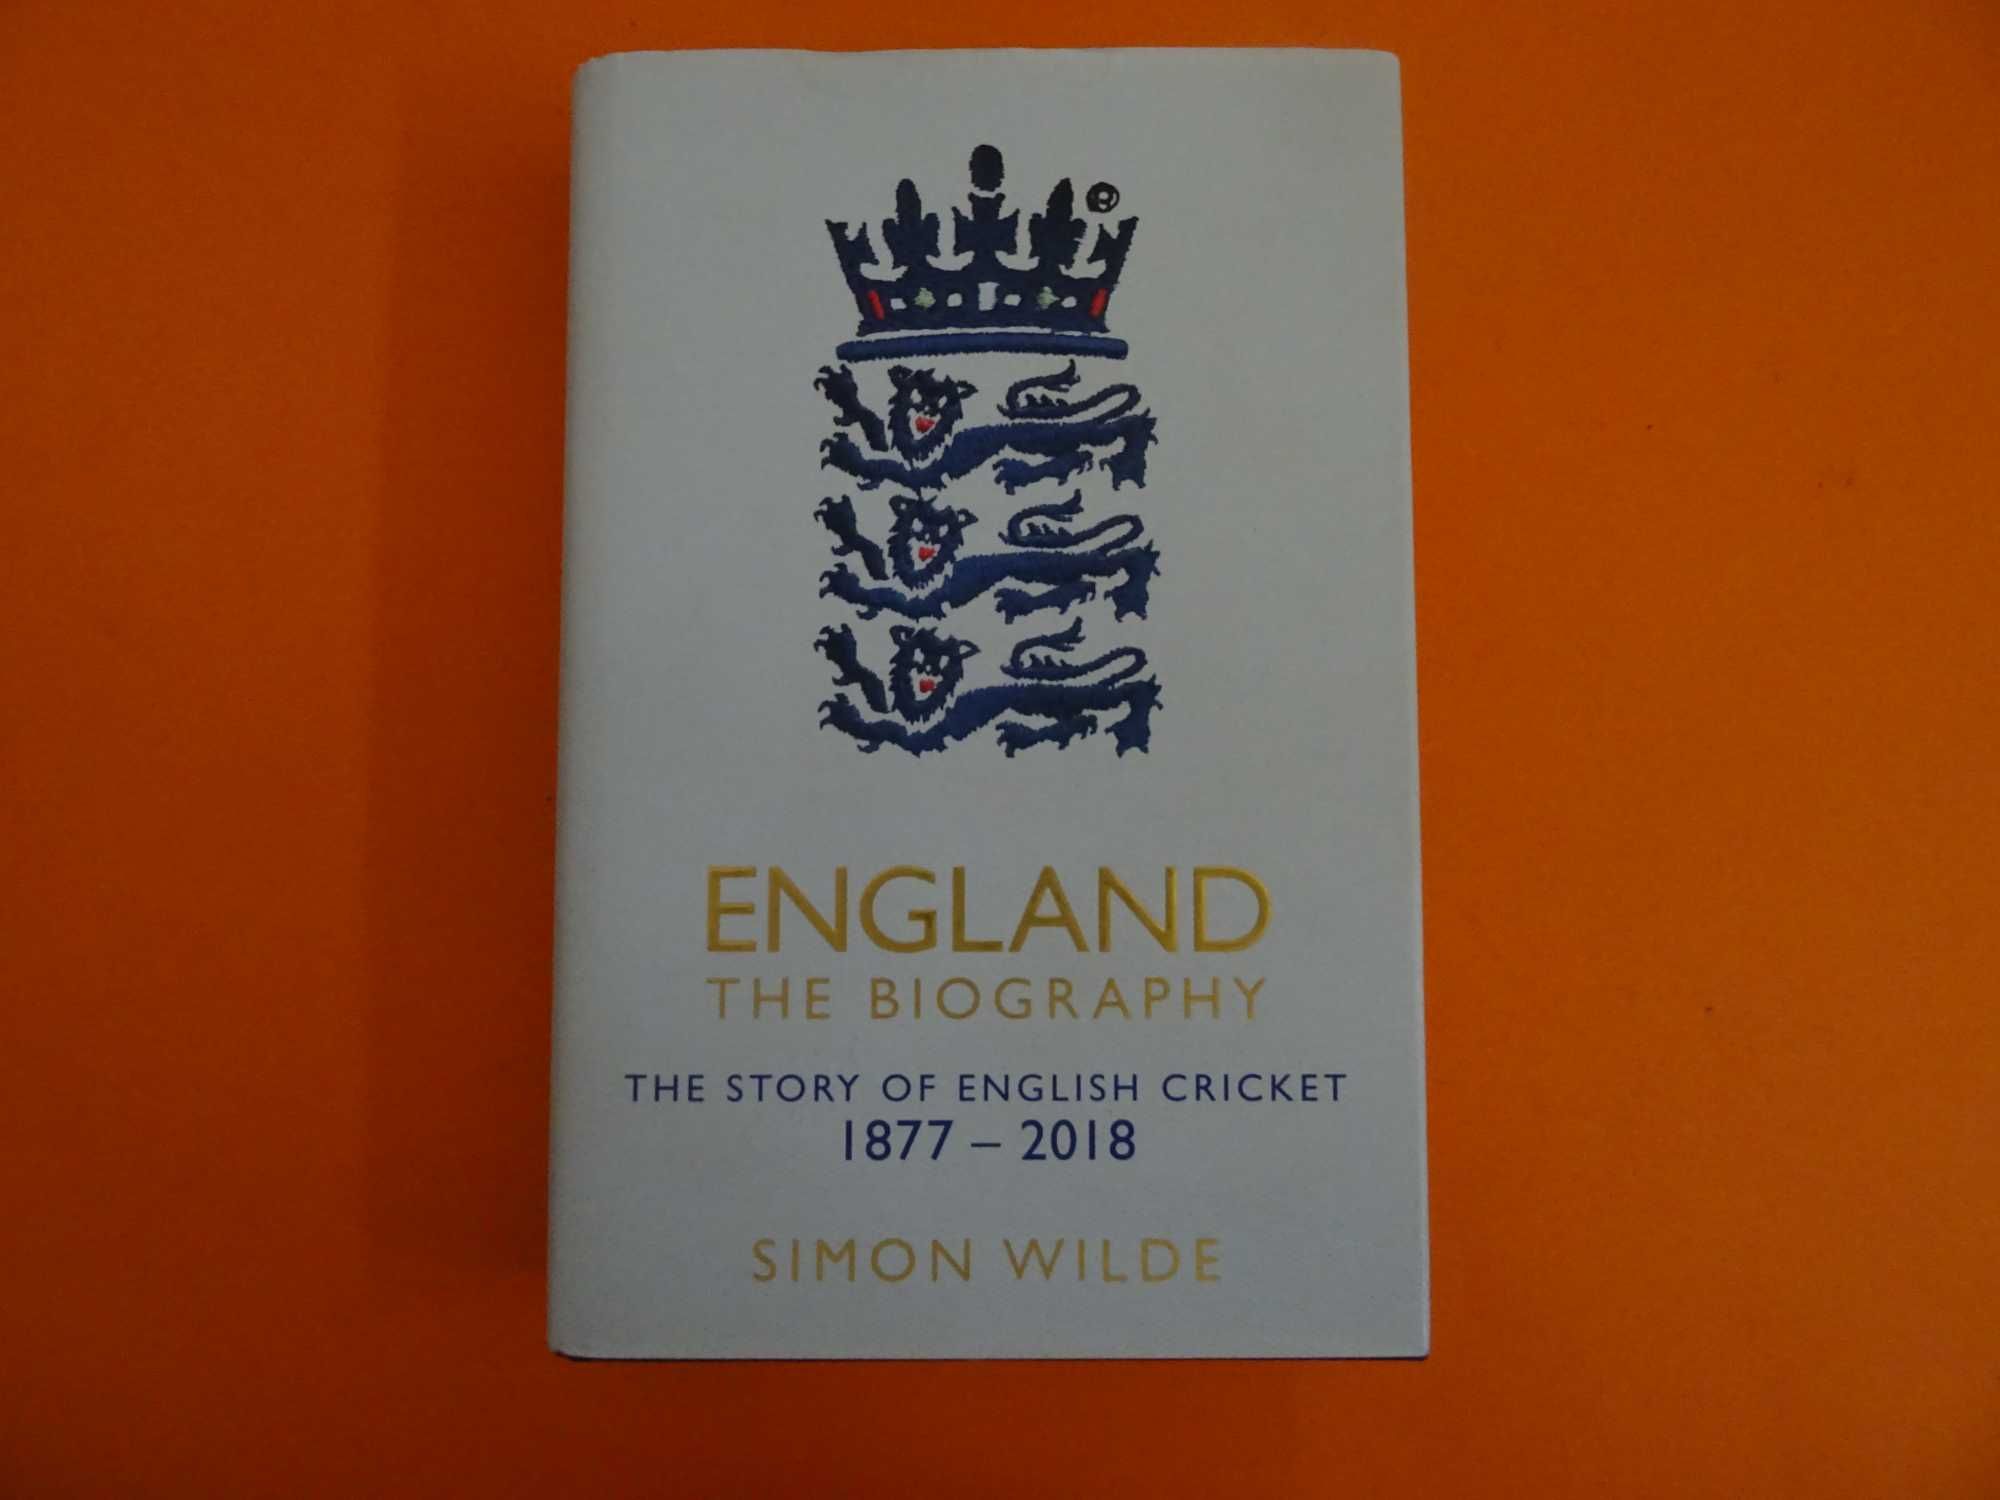 ®
ENGLAND
THE BIOGRAPHY
THE STORY OF ENGLISH CRICKET
1877 – 2018
SIMON WILDE